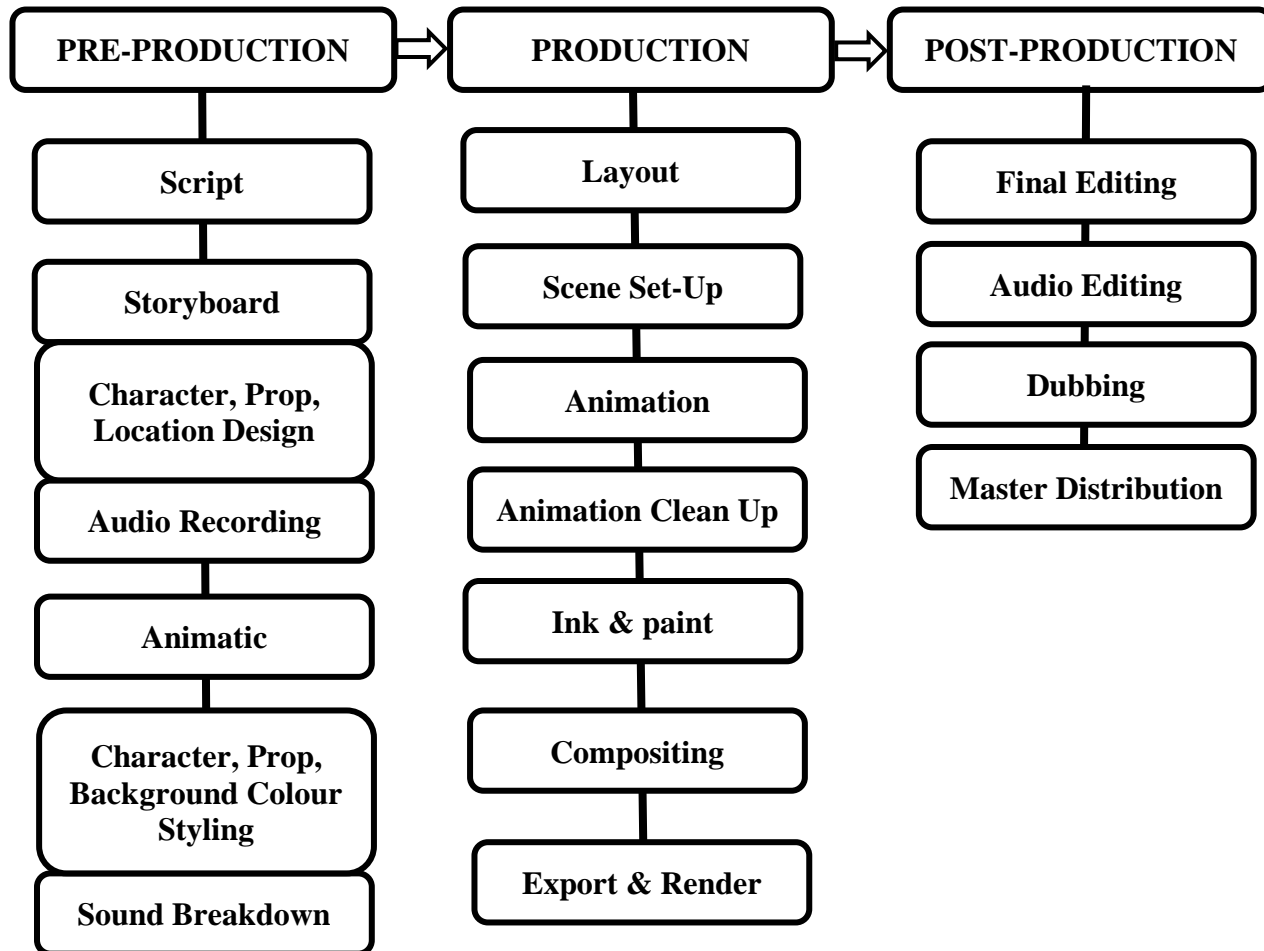 PRE-PRODUCTION
PRODUCTION
POST-PRODUCTION
Script
Storyboard
Character, Prop,
Location Design
Audio Recording
Animatic
Character, Prop,
Background Colour
Styling
Sound Breakdown
Layout
Scene Set-Up
Animation
Animation Clean Up
Ink & paint
Compositing
Export & Render
Final Editing
Audio Editing
Dubbing
Master Distribution